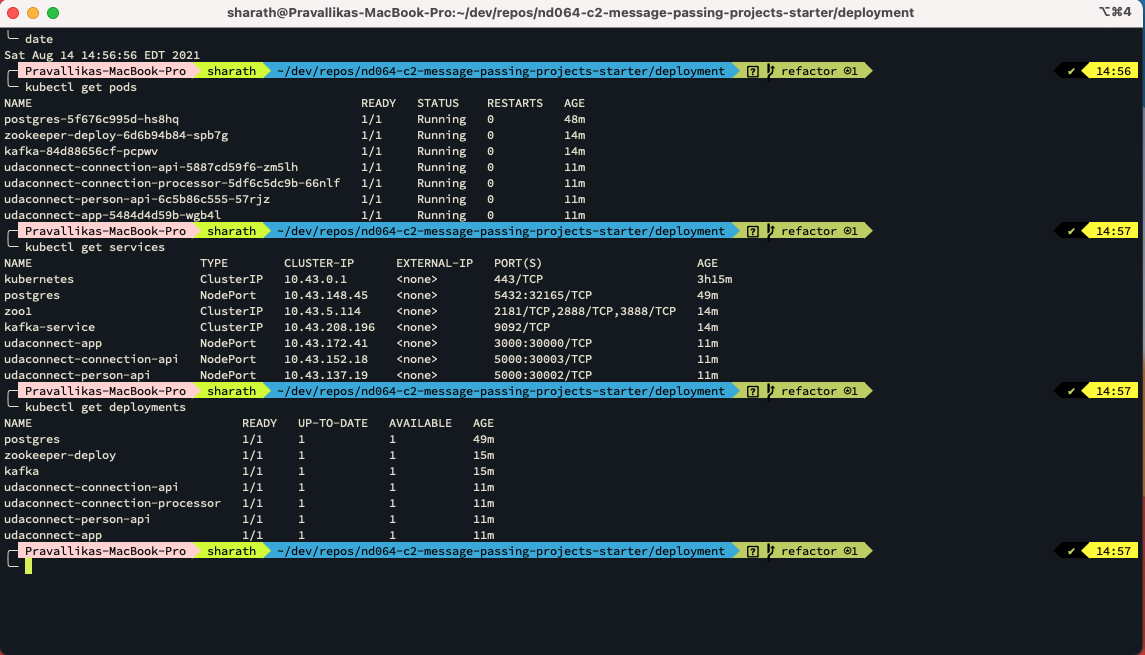 sharath@Pravallikas-MacBook-Pro:~/dev/repos/nd064-c2-message-passing-projects-starter/deployment ⌥⌘4
date
Sat Aug 14 14:56:56 EDT 2021
Pravallikas-MacBook-Pro sharath ~/dev/repos/nd064-c2-message-passing-projects-starter/deployment ? refactor ⊙1 ✔ 14:56
kubectl get pods
NAME READY STATUS RESTARTS AGE
postgres-5f676c995d-hs8hq 1/1 Running 0 48m
zookeeper-deploy-6d6b94b84-spb7g 1/1 Running 0 14m
kafka-84d88656cf-pcpwv 1/1 Running 0 14m
udaconnect-connection-api-5887cd59f6-zm5lh 1/1 Running 0 11m
udaconnect-connection-processor-5df6c5dc9b-66nlf 1/1 Running 0 11m
udaconnect-person-api-6c5b86c555-57rjz 1/1 Running 0 11m
udaconnect-app-5484d4d59b-wgb4l 1/1 Running 0 11m
Pravallikas-MacBook-Pro sharath ~/dev/repos/nd064-c2-message-passing-projects-starter/deployment ? refactor ⊙1 ✔ 14:57
kubectl get services
NAME TYPE CLUSTER-IP EXTERNAL-IP PORT(S) AGE
kubernetes ClusterIP 10.43.0.1 <none> 443/TCP 3h15m
postgres NodePort 10.43.148.45 <none> 5432:32165/TCP 49m
zoo1 ClusterIP 10.43.5.114 <none> 2181/TCP,2888/TCP,3888/TCP 14m
kafka-service ClusterIP 10.43.208.196 <none> 9092/TCP 14m
udaconnect-app NodePort 10.43.172.41 <none> 3000:30000/TCP 11m
udaconnect-connection-api NodePort 10.43.152.18 <none> 5000:30003/TCP 11m
udaconnect-person-api NodePort 10.43.137.19 <none> 5000:30002/TCP 11m
Pravallikas-MacBook-Pro sharath ~/dev/repos/nd064-c2-message-passing-projects-starter/deployment ? refactor ⊙1 ✔ 14:57
kubectl get deployments
NAME READY UP-TO-DATE AVAILABLE AGE
postgres 1/1 1 1 49m
zookeeper-deploy 1/1 1 1 15m
kafka 1/1 1 1 15m
udaconnect-connection-api 1/1 1 1 11m
udaconnect-connection-processor 1/1 1 1 11m
udaconnect-person-api 1/1 1 1 11m
udaconnect-app 1/1 1 1 11m
Pravallikas-MacBook-Pro sharath ~/dev/repos/nd064-c2-message-passing-projects-starter/deployment ? refactor ⊙1 ✔ 14:57